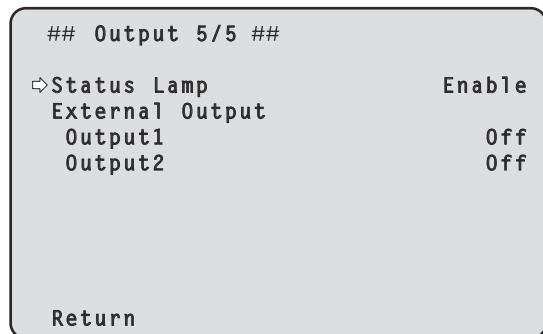 ## Output 5/5 ##
⇨Status Lamp Enable
External Output
Output1 Off
Output2 Off
Return